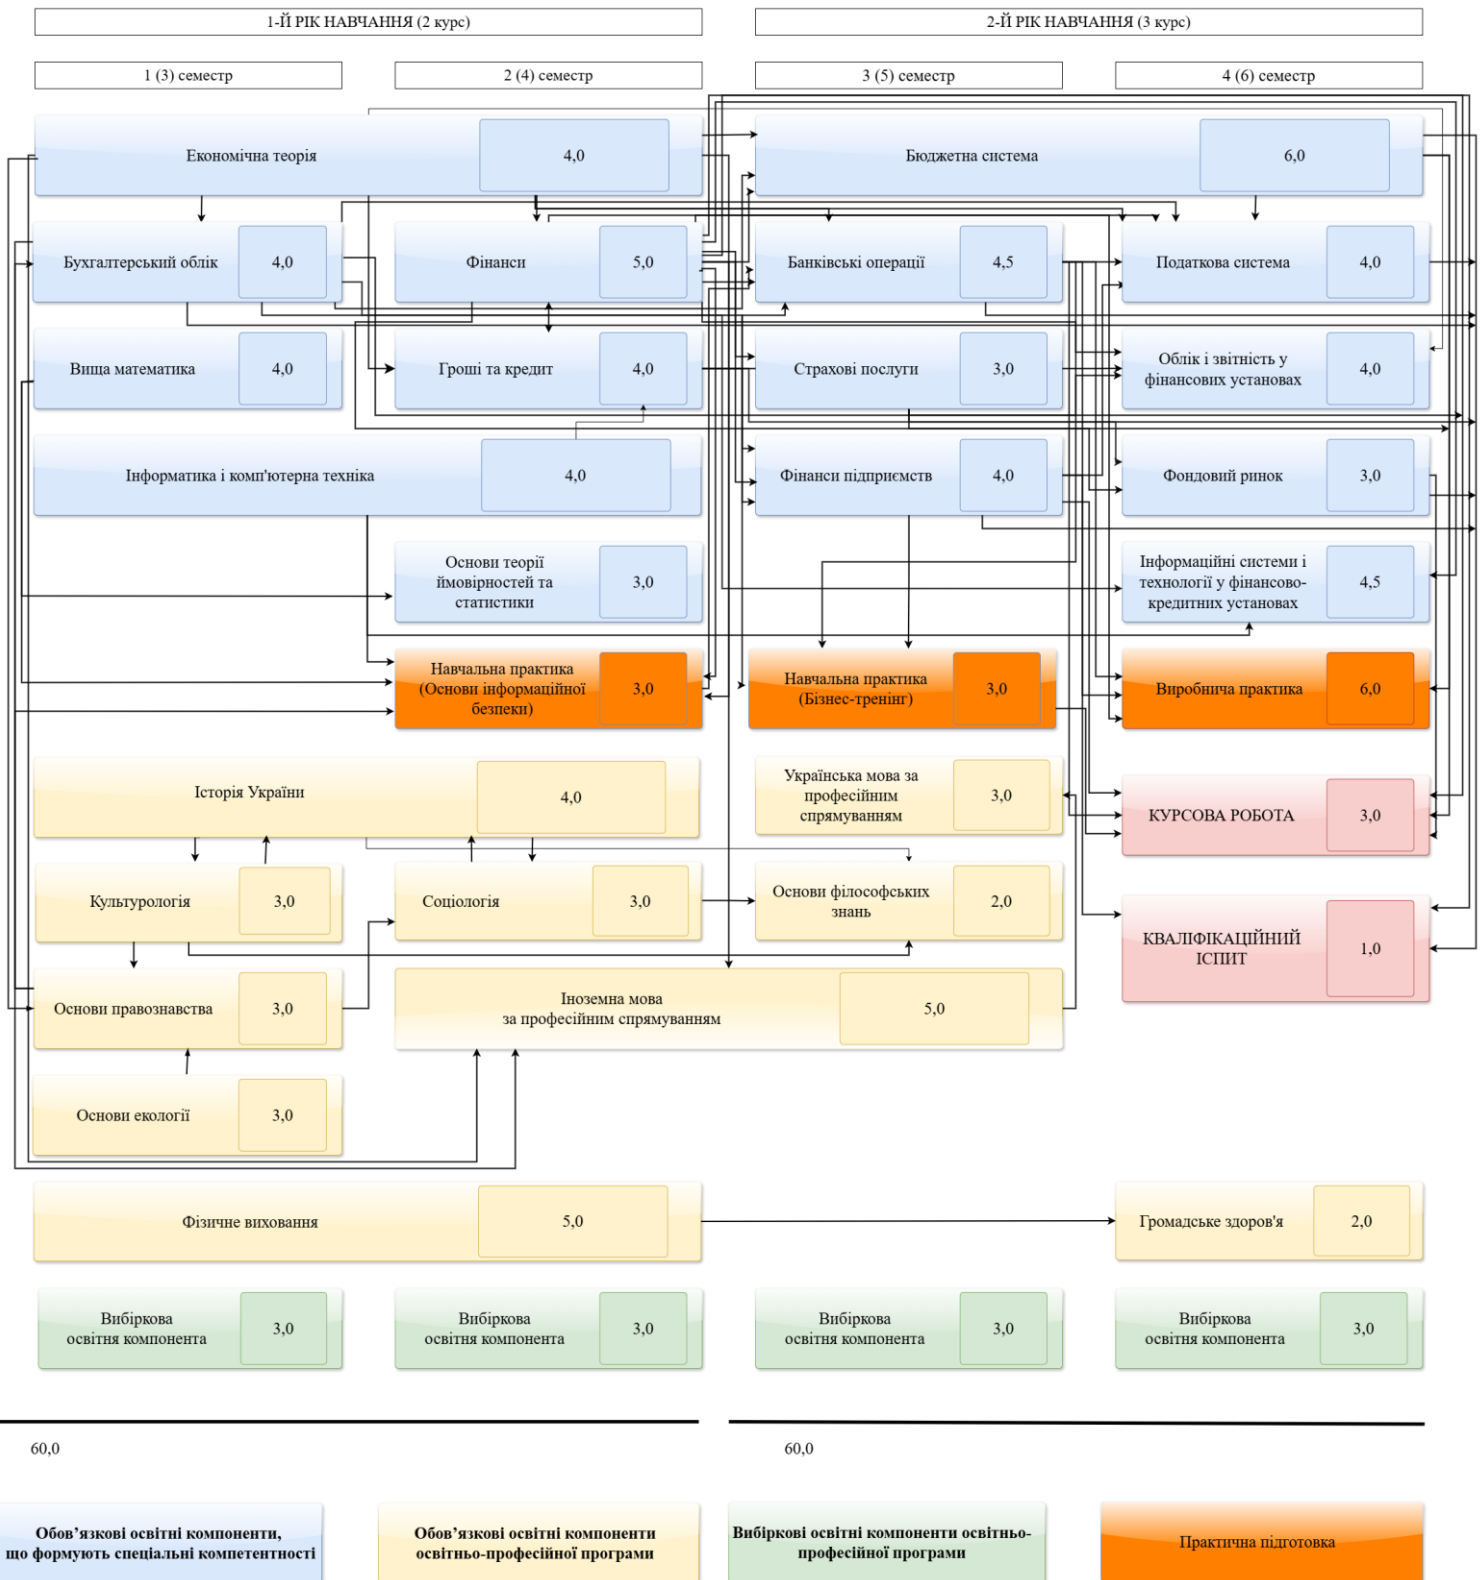 1-Й РІК НАВЧАННЯ (2 курс)
2-Й РІК НАВЧАННЯ (3 курс)
1 (3) семестр
2 (4) семестр
3 (5) семестр
4 (6) семестр
Економічна теорія
4,0
Бюджетна система
6,0
Бухгалтерський облік
4,0
Фінанси
5,0
Банківські операції
4,5
Податкова система
4,0
Вища математика
4,0
Гроші та кредит
4,0
Страхові послуги
3,0
Облік і звітність у
фінансових установах
4,0
Інформатика і комп'ютерна техніка
4,0
Фінанси підприємств
4,0
Фондовий ринок
3,0
Основи теорії
ймовірностей та
статистики
3,0
Інформаційні системи і
технології у фінансово-
кредитних установах
4,5
Навчальна практика
(Основи інформаційної
безпеки)
3,0
Навчальна практика
(Бізнес-тренінг)
3,0
Виробнича практика
6,0
Історія України
4,0
Українська мова за
професійним
спрямуванням
3,0
КУРСОВА РОБОТА
3,0
Культурологія
3,0
Соціологія
3,0
Основи філософських
знань
2,0
КВАЛІФІКАЦІЙНИЙ
ІСПИТ
1,0
Основи правознавства
3,0
Іноземна мова
за професійним спрямуванням
5,0
Основи екології
3,0
Фізичне виховання
5,0
Громадське здоров'я
2,0
Вибіркова
освітня компонента
3,0
Вибіркова
освітня компонента
3,0
Вибіркова
освітня компонента
3,0
Вибіркова
освітня компонента
3,0
60,0
60,0
Обов’язкові освітні компоненти,
що формують спеціальні компетентності
Обов’язкові освітні компоненти
освітньо-професійної програми
Вибіркові освітні компоненти освітньо-
професійної програми
Практична підготовка